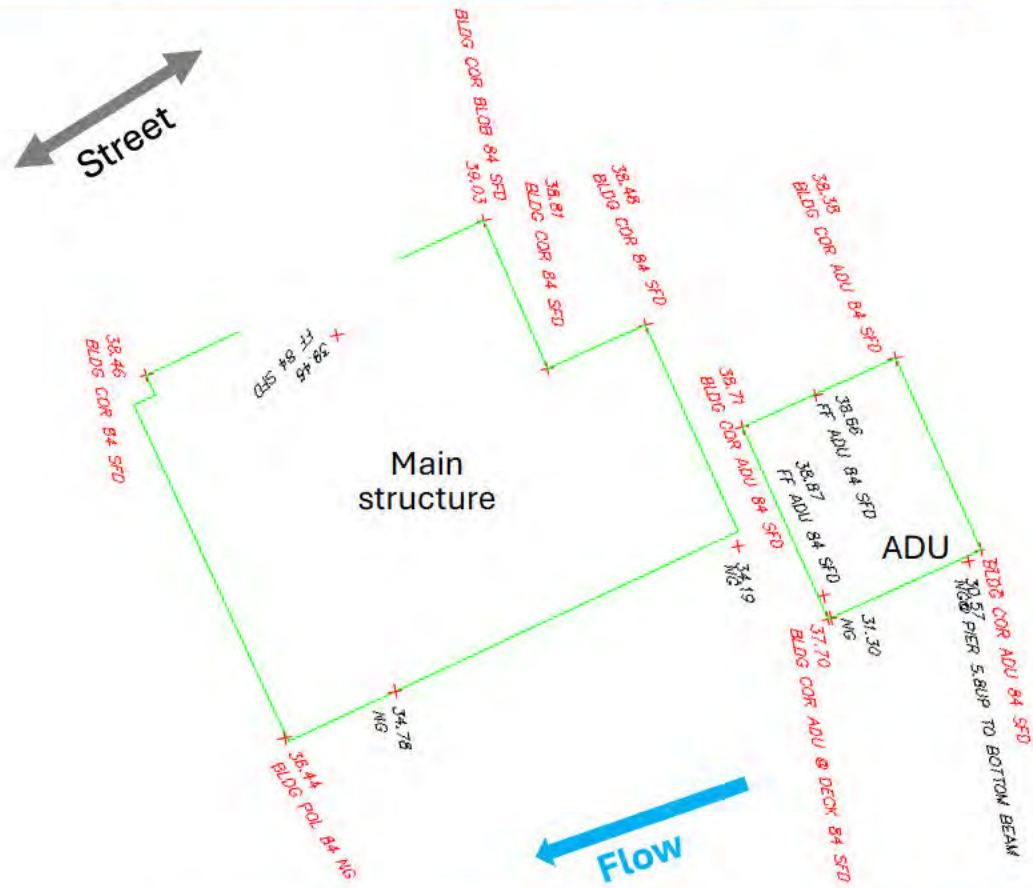 Street
BLDG COR BLOB 84 SFD
39.03
38.81
BLDG COR 84 SFD
38.48
BLDG COR 84 SFD
38.38
BLDG COR ADU 84 SFD
38.46
BLDG COR 84 SFD
39.46
FF 84 SFD
38.71
BLDG COR ADU 84 SFD
38.66
FF ADU 84 SFD
38.87
FF ADU 84 SFD
Main
structure
ADU
34.19
NG
31.30
NG
37.70
BLDG COR ADU @ DECK 84 SFD
BLDG COR ADU 84 SFD
30.57
PIER 5.8UP TO BOTTOM BEAM
34.78
NG
BLDG POL 84 NG
Flow